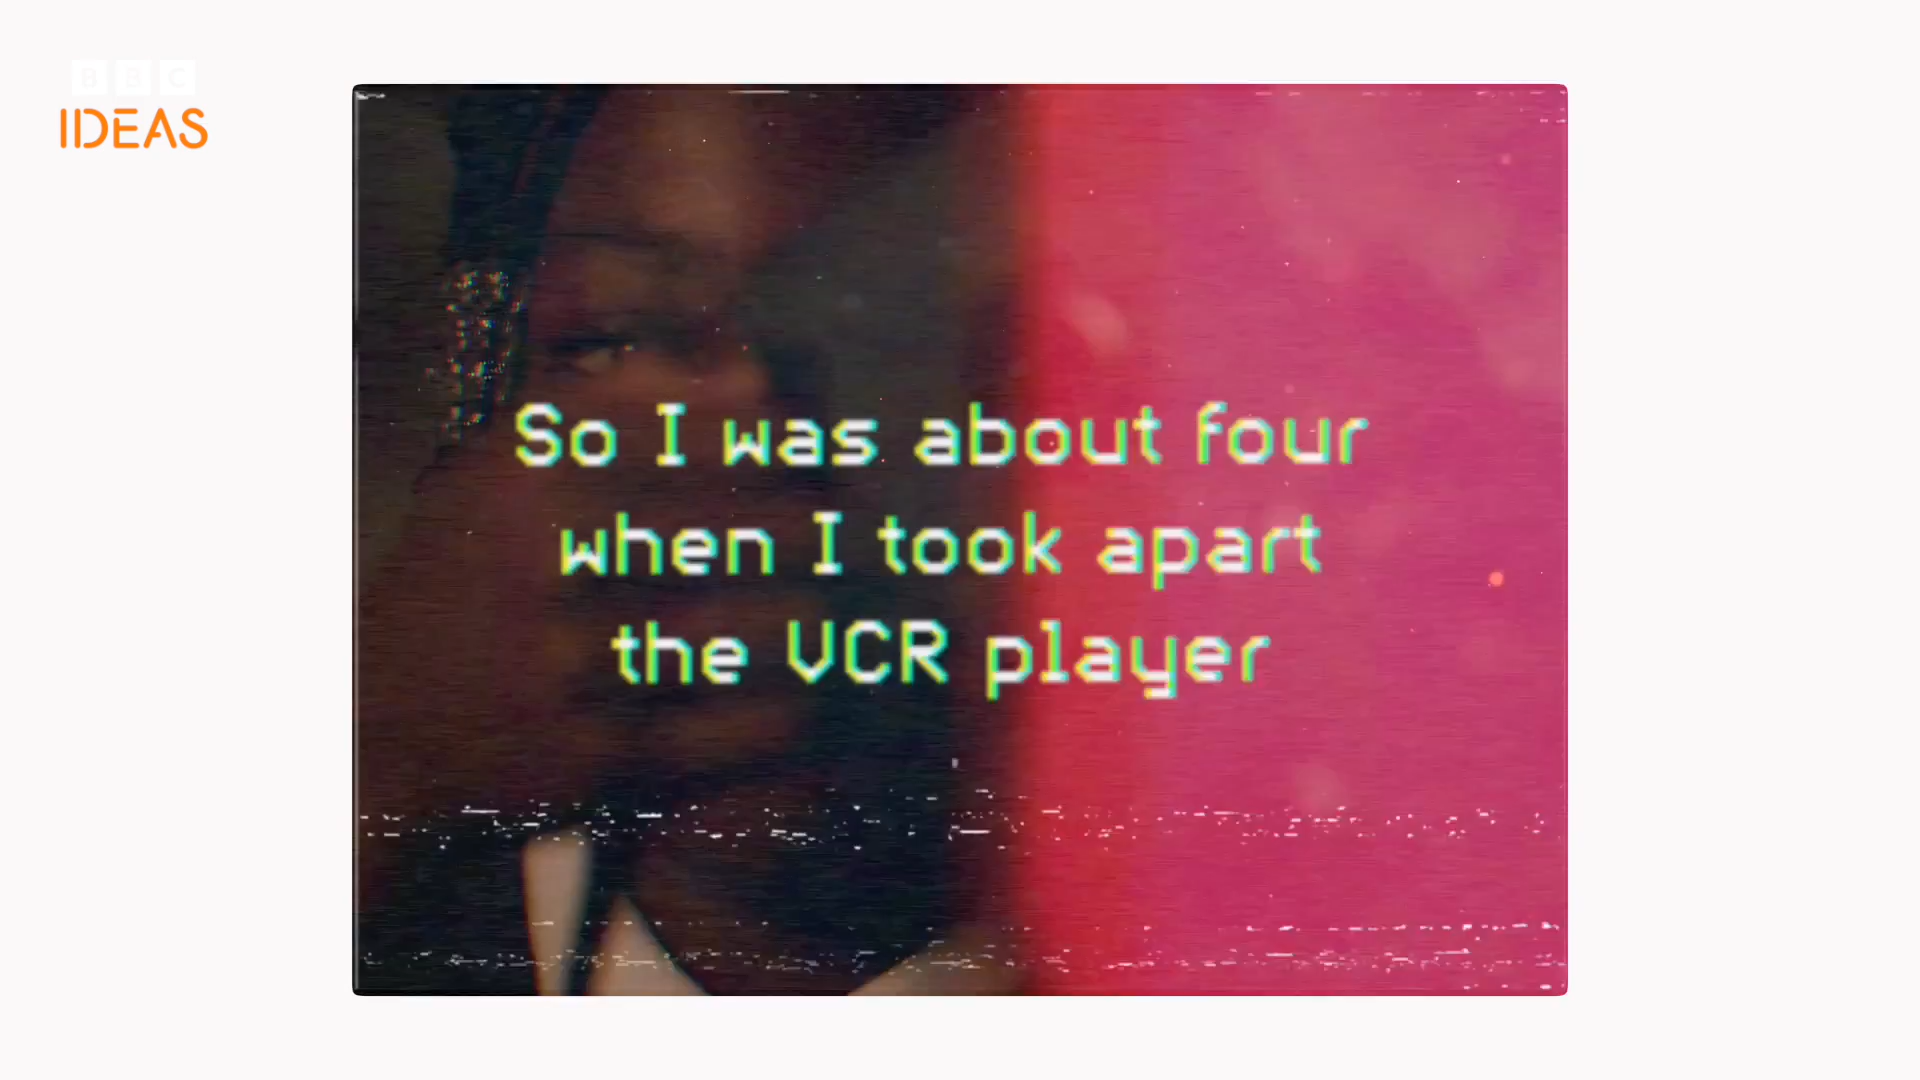 BBC
IDEAS
So I was about four
when I took apart
the VCR player